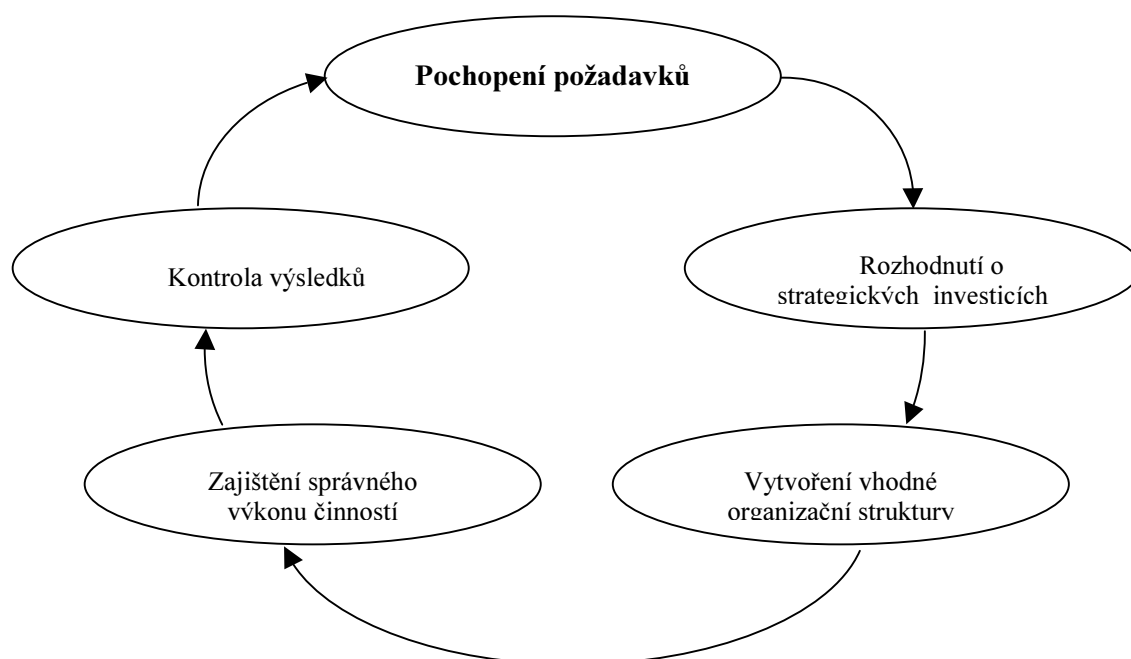 Pochopení požadavků
Kontrola výsledků
Rozhodnutí o
strategických investicích
Zajištění správného
výkonu činností
Vytvoření vhodné
organizační struktury